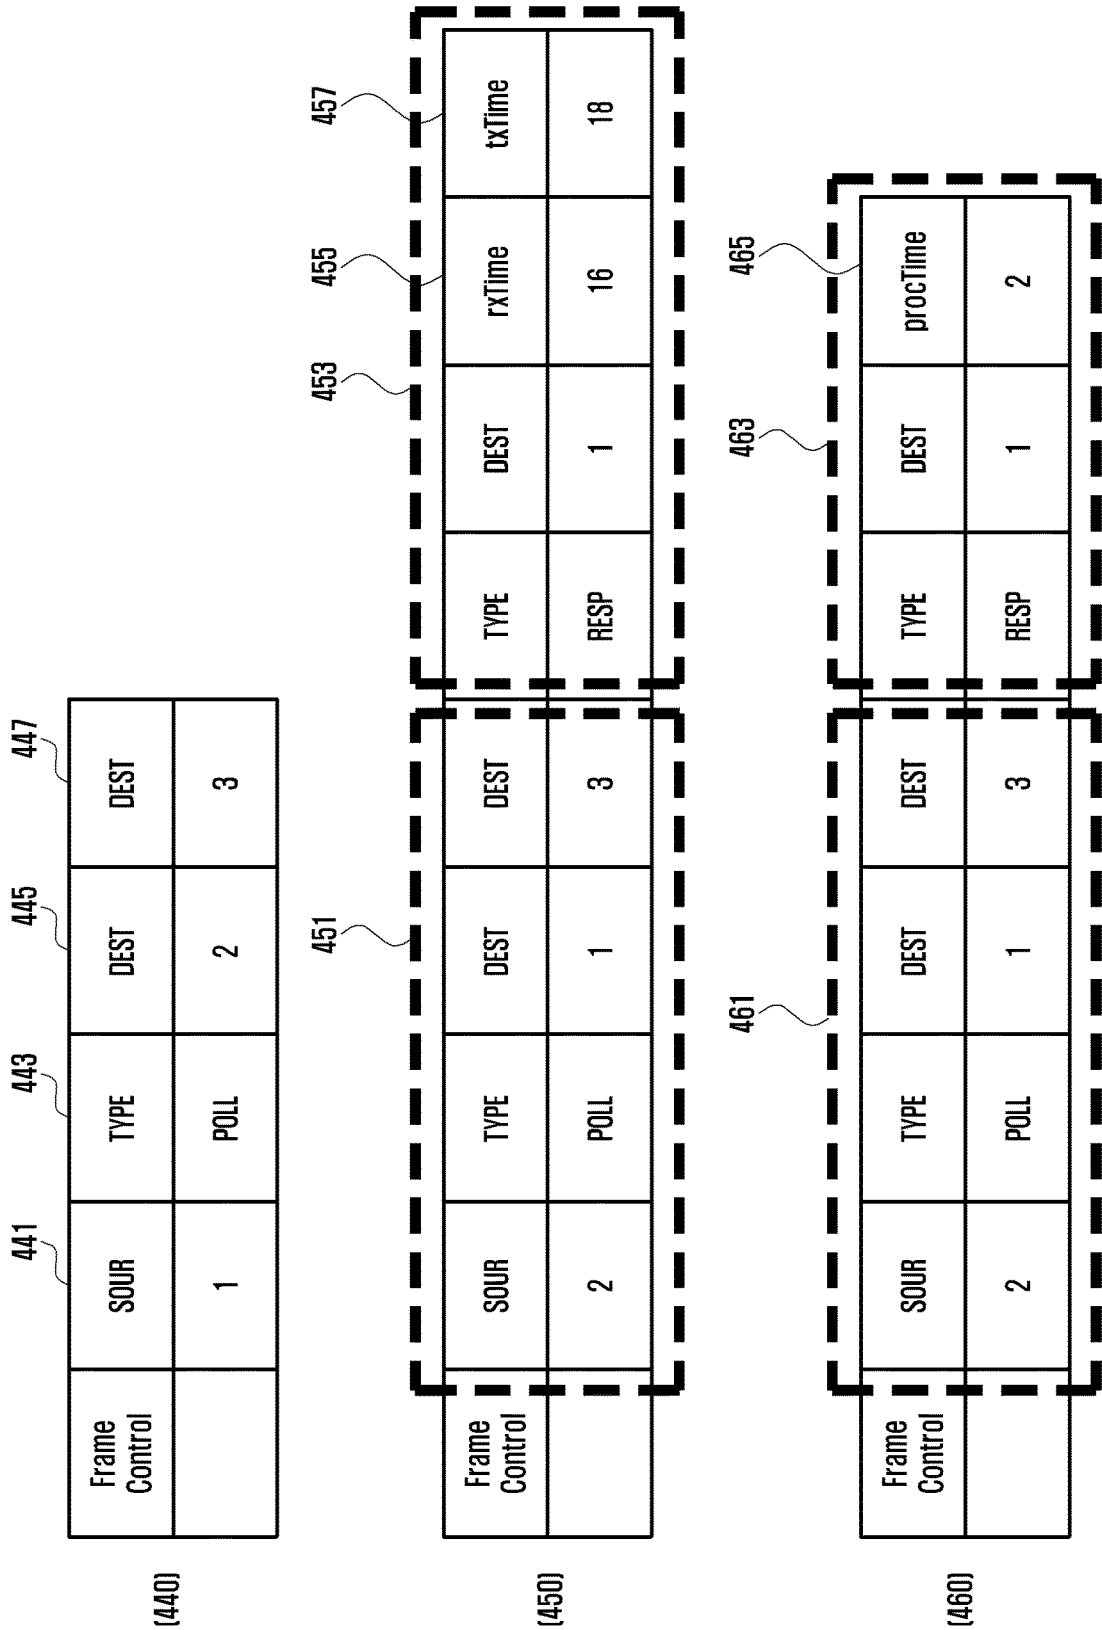 441 443 445 447
Frame Control SOUR TYPE DEST DEST
1 POLL 2 3
(440)
451 453 455 457
Frame Control SOUR TYPE DEST DEST TYPE DEST rxTime txTime
2 POLL 1 3 RESP 1 16 18
(450)
461 463 465
Frame Control SOUR TYPE DEST DEST TYPE DEST procTime
2 POLL 1 3 RESP 1 2
(460)